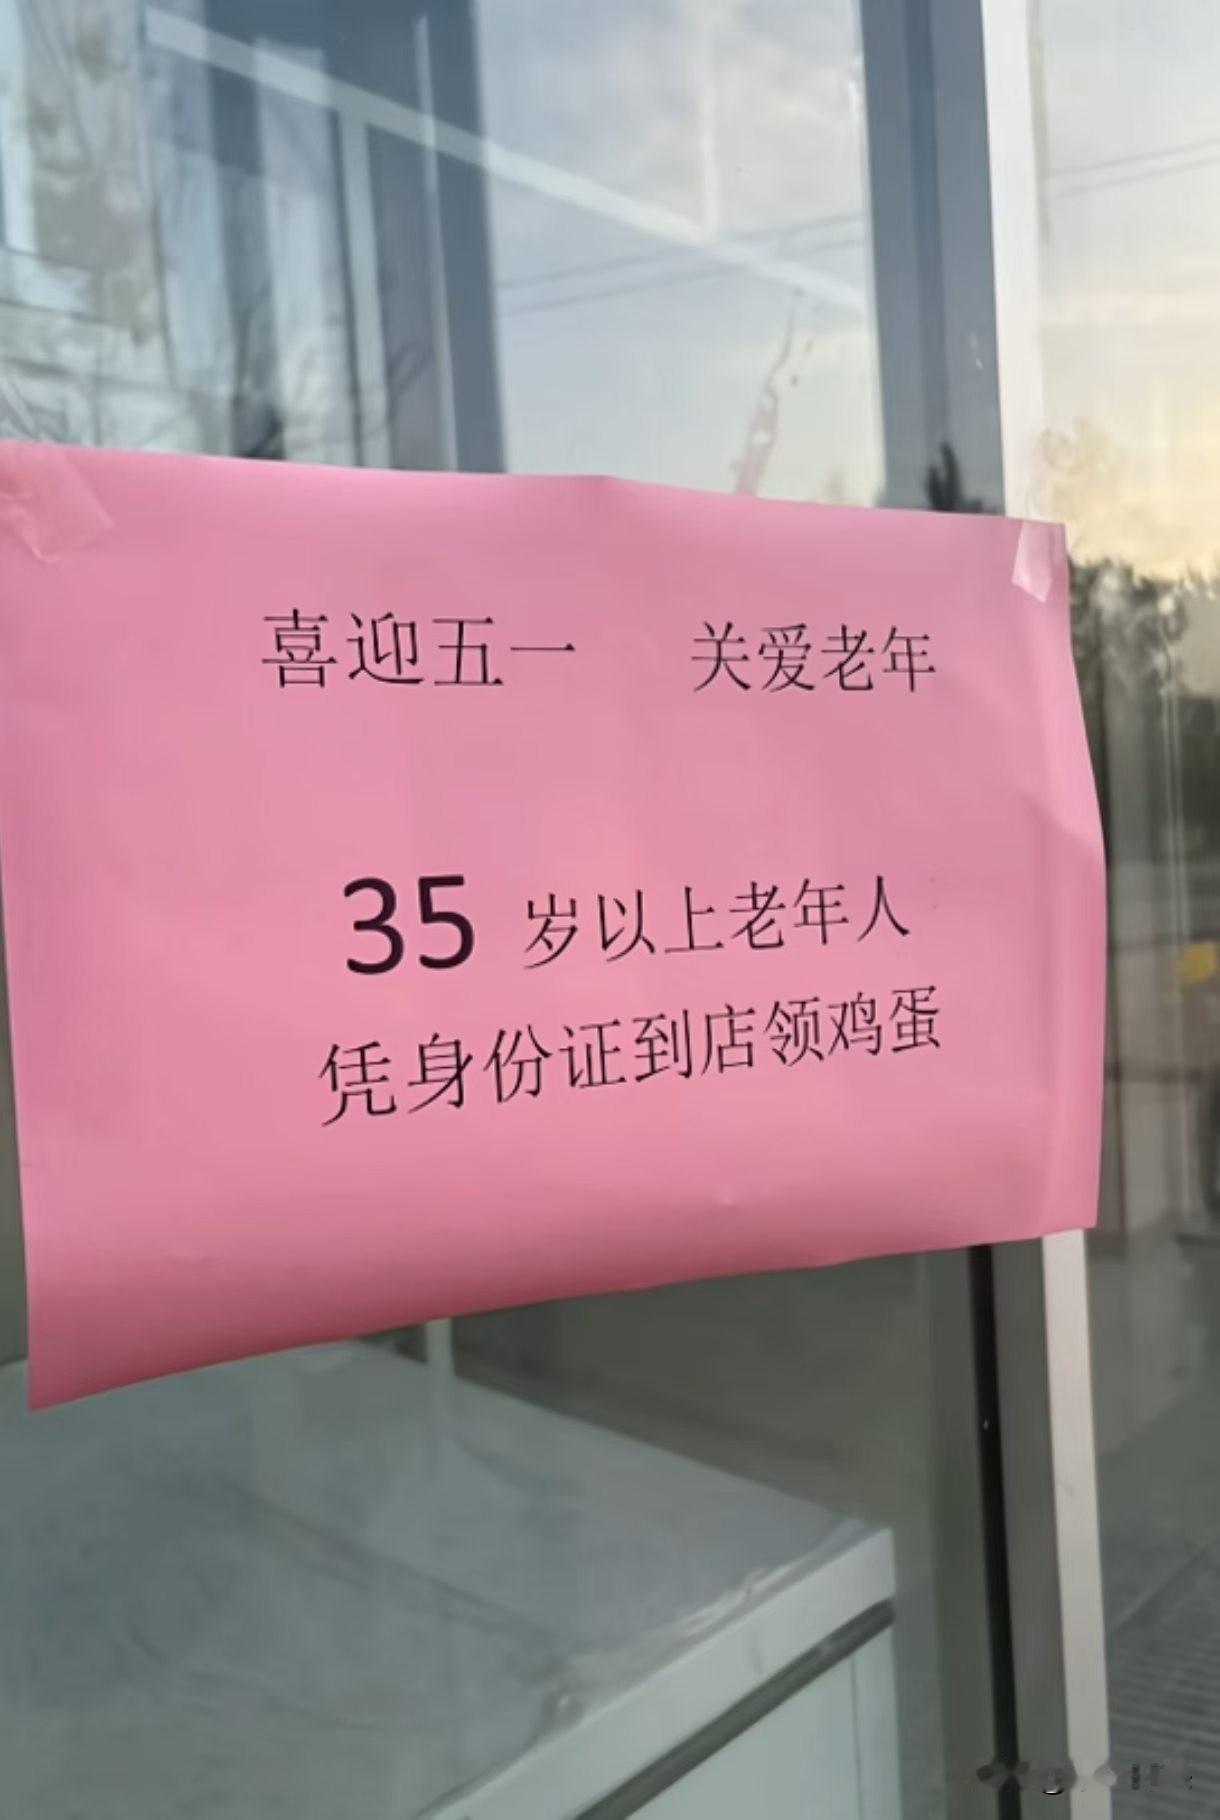 喜迎五一 关爱老年
35 岁以上老年人
凭身份证到店领鸡蛋